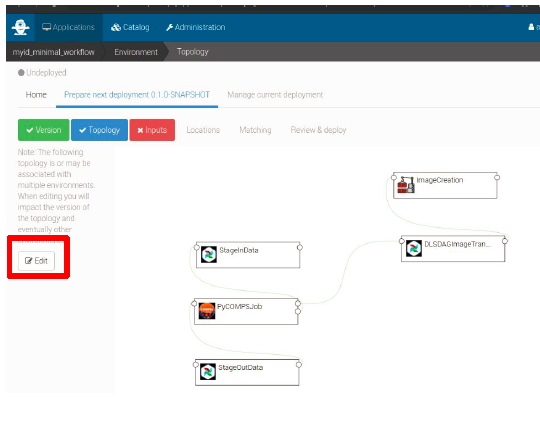 Applications Catalog Administration
myid_minimal_workflow Environment Topology
Undeployed
Home Prepare next deployment 0.1.0-SNAPSHOT Manage current deployment
Version Topology Inputs Locations Matching Review & deploy
Note: The following
topology is or may be
associated with
multiple environments.
When editing you will
impact the version of
the topology and
eventually other
Edit
ImageCreation
DLSDAGImageTran...
StageInData
PyCOMPSJob
StageOutData